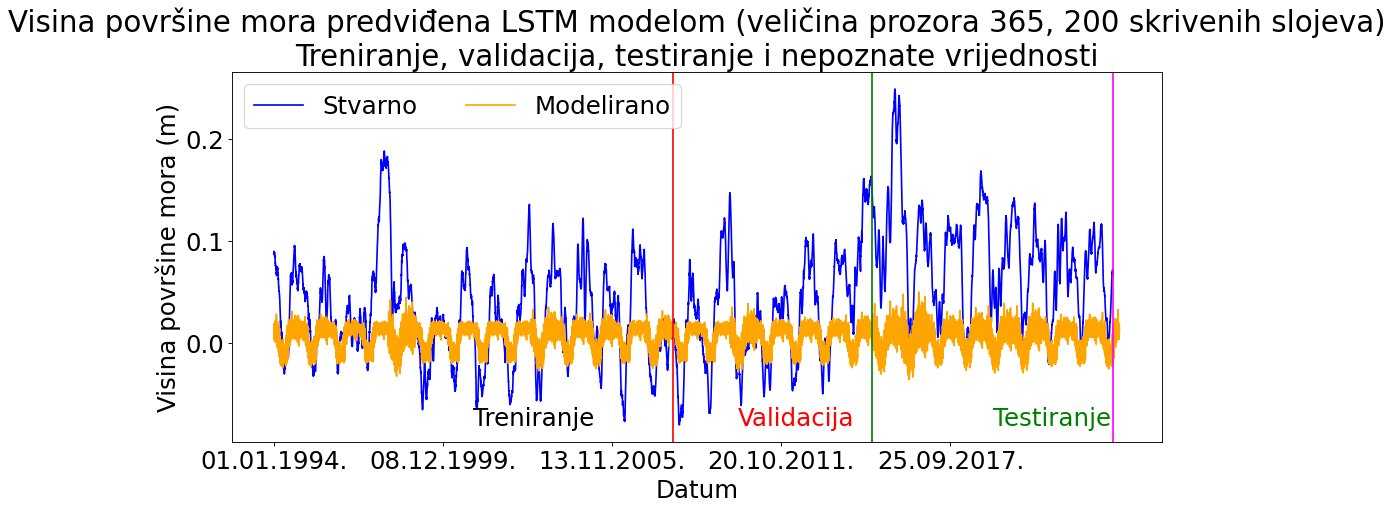 Visina površine mora predviđena LSTM modelom (veličina prozora 365, 200 skrivenih slojeva)
Treniranje, validacija, testiranje i nepoznate vrijednosti
Stvarno
Modelirano
Visina površine mora (m)
0.2
0.1
0.0
Treniranje
Validacija
Testiranje
01.01.1994.
08.12.1999.
13.11.2005.
20.10.2011.
25.09.2017.
Datum